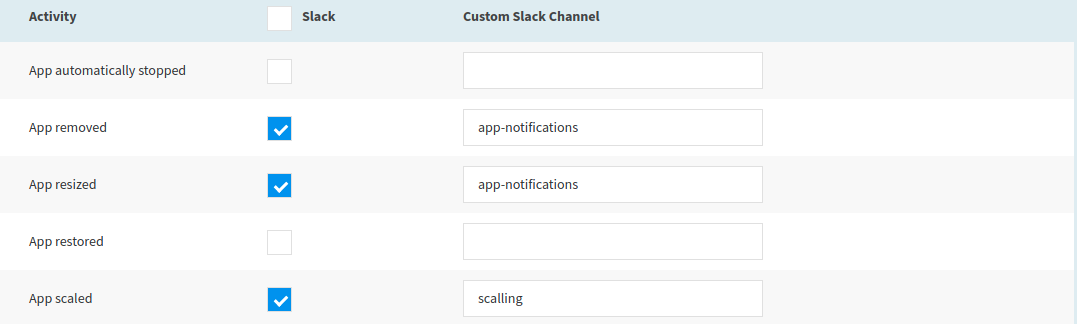 Activity Slack Custom Slack Channel
App automatically stopped
App removed app-notifications
App resized app-notifications
App restored
App scaled scalling